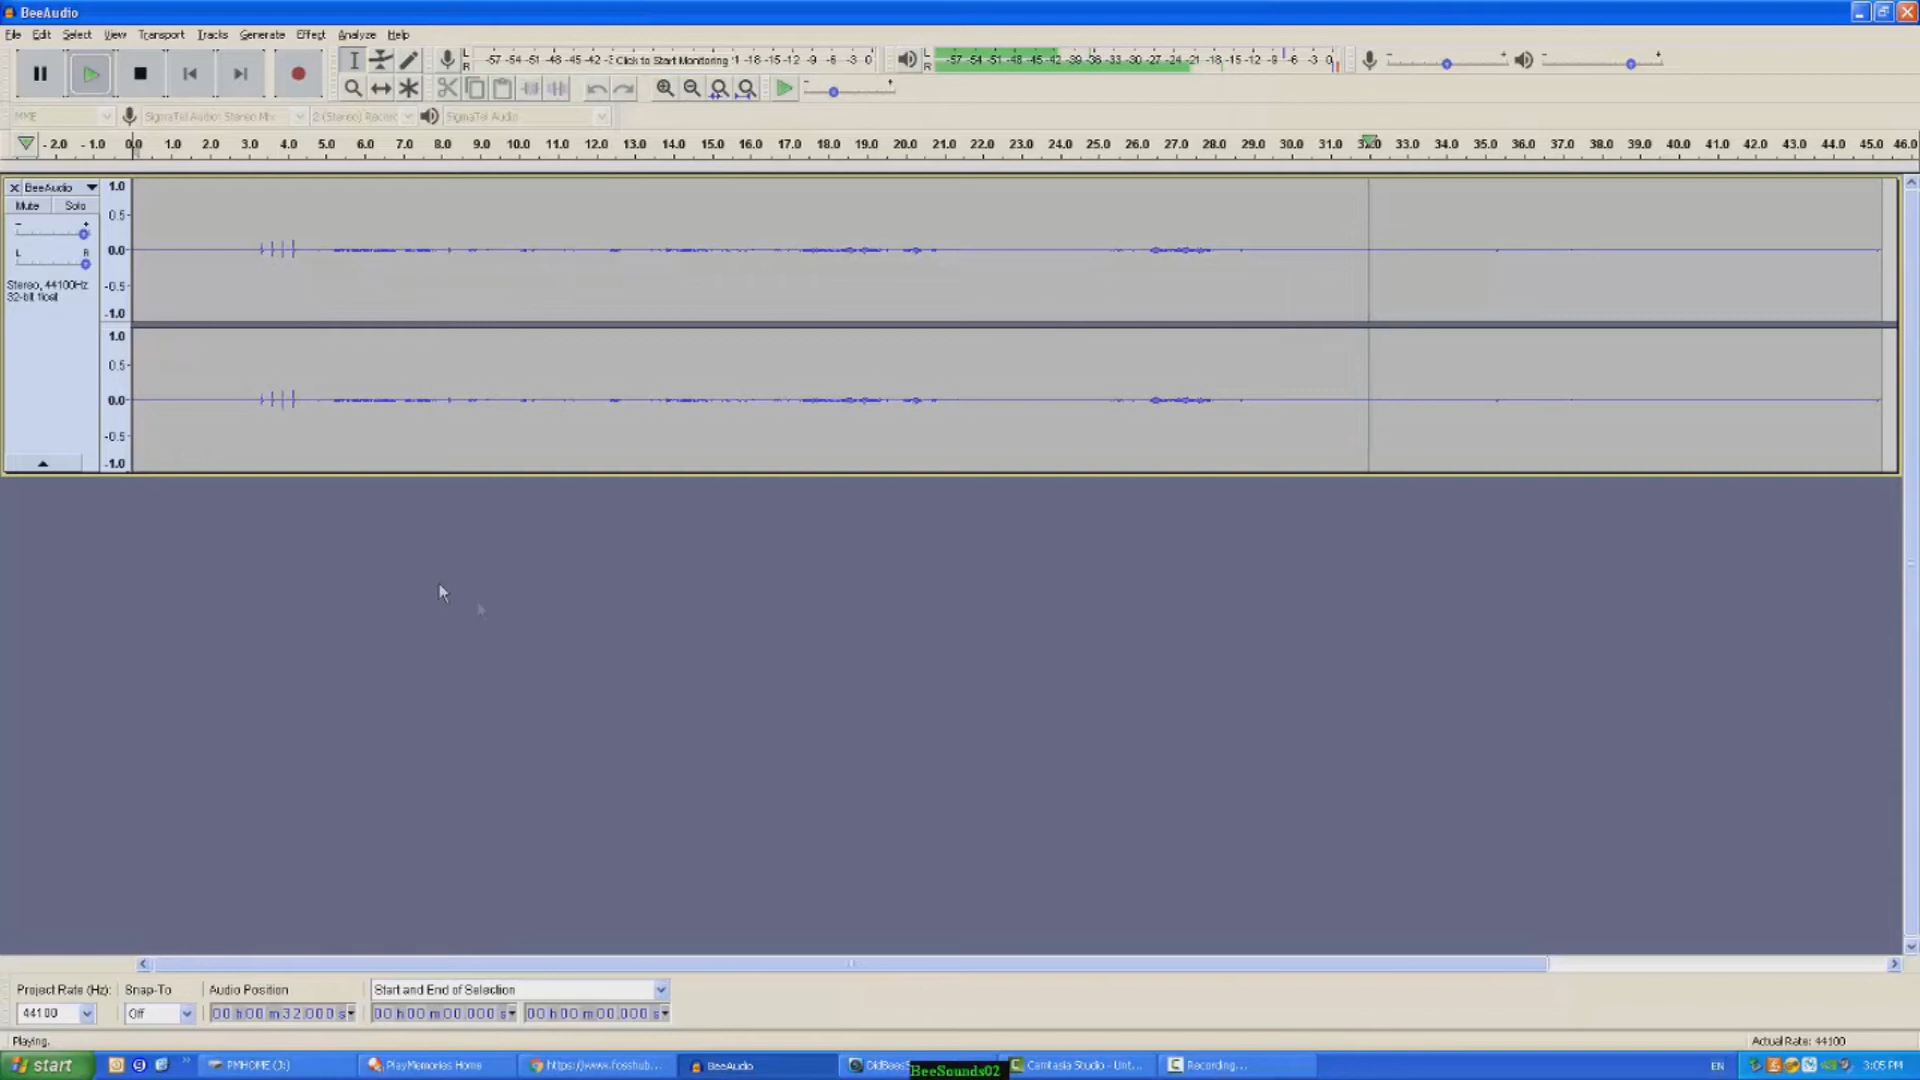 BeeAudio
File Edit Select View Transport Tracks Generate Effect Analyze Help
L R -57 -54 -51 -48 -45 -42 Click to Start Monitoring -18 -15 -12 -9 -6 -3 0
L R -57 -54 -51 -48 -45 -42 -39 -36 -33 -30 -27 -24 -21 -18 -15 -12 -9 -6 -3 0
MME SigmaTel Audio: Stereo Mix 2 (Stereo) Record SigmaTel Audio
-2.0 -1.0 0.0 1.0 2.0 3.0 4.0 5.0 6.0 7.0 8.0 9.0 10.0 11.0 12.0 13.0 14.0 15.0 16.0 17.0 18.0 19.0 20.0 21.0 22.0 23.0 24.0 25.0 26.0 27.0 28.0 29.0 30.0 31.0 32.0 33.0 34.0 35.0 36.0 37.0 38.0 39.0 40.0 41.0 42.0 43.0 44.0 45.0 46.0
BeeAudio 1.0
Mute Solo
0.5
0.0
L R
Stereo, 44100Hz
32-bit float
-0.5
-1.0
1.0
0.5
0.0
-0.5
-1.0
Project Rate (Hz): Snap-To Audio Position Start and End of Selection
44100 Off 00 h 00 m 32.000 s 00 h 00 m 00.000 s 00 h 00 m 00.000 s
Playing. Actual Rate: 44100
start PMHOME (J:) PlayMemories Home https://www.fosshub... BeeAudio BeeSounds02 Camtasia Studio - Unt... Recording... EN 3:05 PM